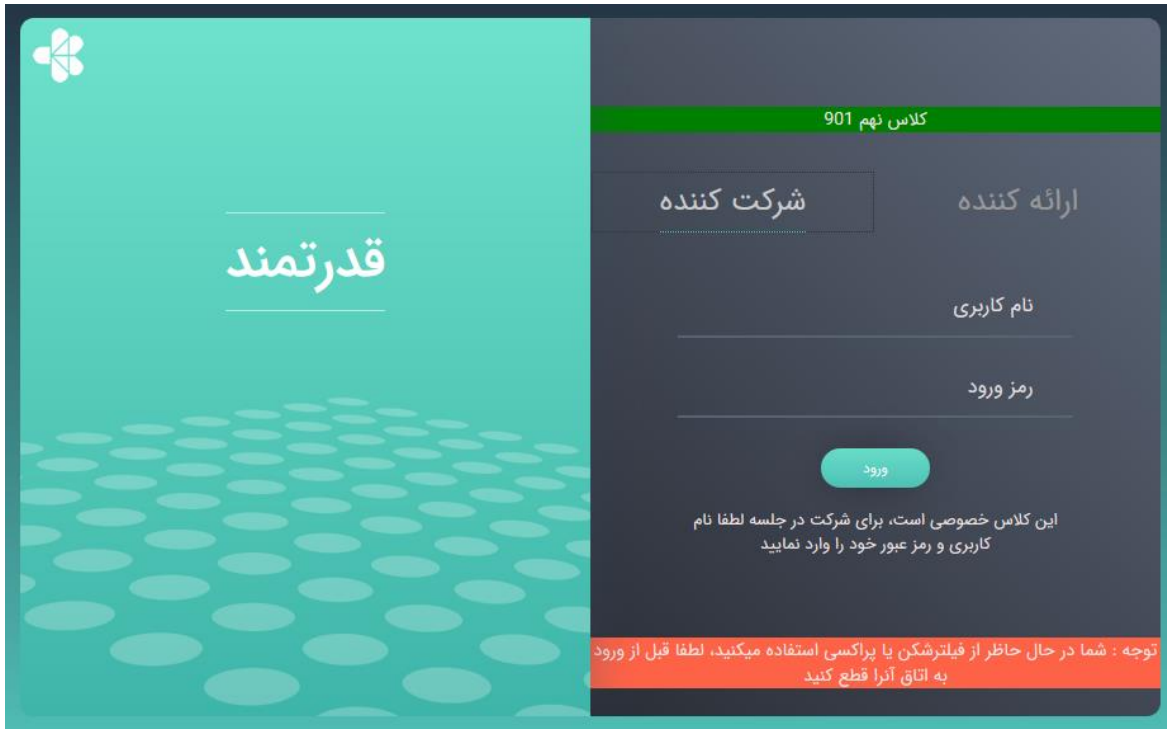 کلاس نهم 901
ارائه کننده
شرکت کننده
نام کاربری
رمز ورود
ورود
این کلاس خصوصی است، برای شرکت در جلسه لطفا نام
کاربری و رمز عبور خود را وارد نمایید
توجه : شما در حال حاظر از فیلترشکن یا پراکسی استفاده میکنید، لطفا قبل از ورود
به اتاق آنرا قطع کنید
قدرتمند